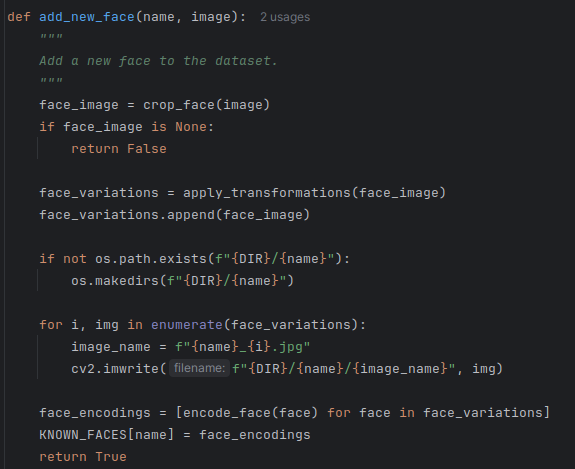 def add_new_face(name, image): 2 usages
    """
    Add a new face to the dataset.
    """
    face_image = crop_face(image)
    if face_image is None:
        return False

    face_variations = apply_transformations(face_image)
    face_variations.append(face_image)

    if not os.path.exists(f"{DIR}/{name}"):
        os.makedirs(f"{DIR}/{name}")

    for i, img in enumerate(face_variations):
        image_name = f"{name}_{i}.jpg"
        cv2.imwrite( filename: f"{DIR}/{name}/{image_name}", img)

    face_encodings = [encode_face(face) for face in face_variations]
    KNOWN_FACES[name] = face_encodings
    return True